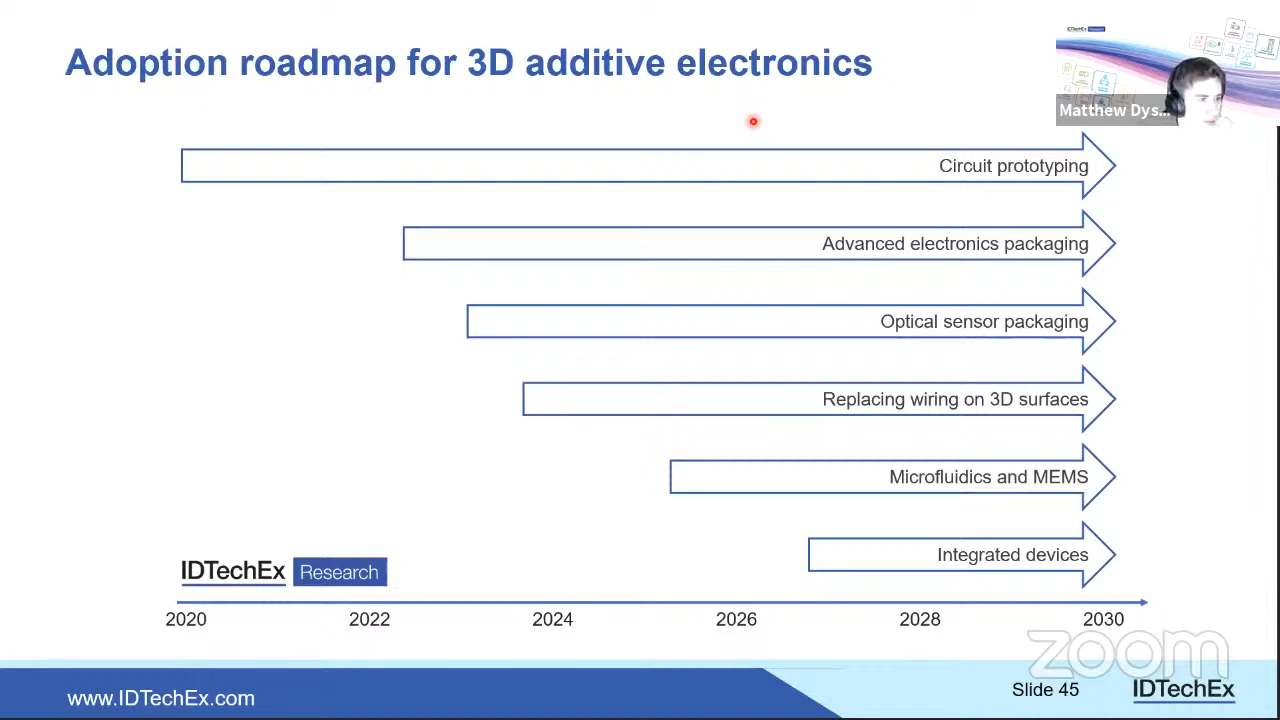 Adoption roadmap for 3D additive electronics
IDTechEx
Matthew Dys...
Circuit prototyping
Advanced electronics packaging
Optical sensor packaging
Replacing wiring on 3D surfaces
Microfluidics and MEMS
Integrated devices
IDTechEx Research
2020 2022 2024 2026 2028 2030
zoom
www.IDTechEx.com
Slide 45
IDTechEx